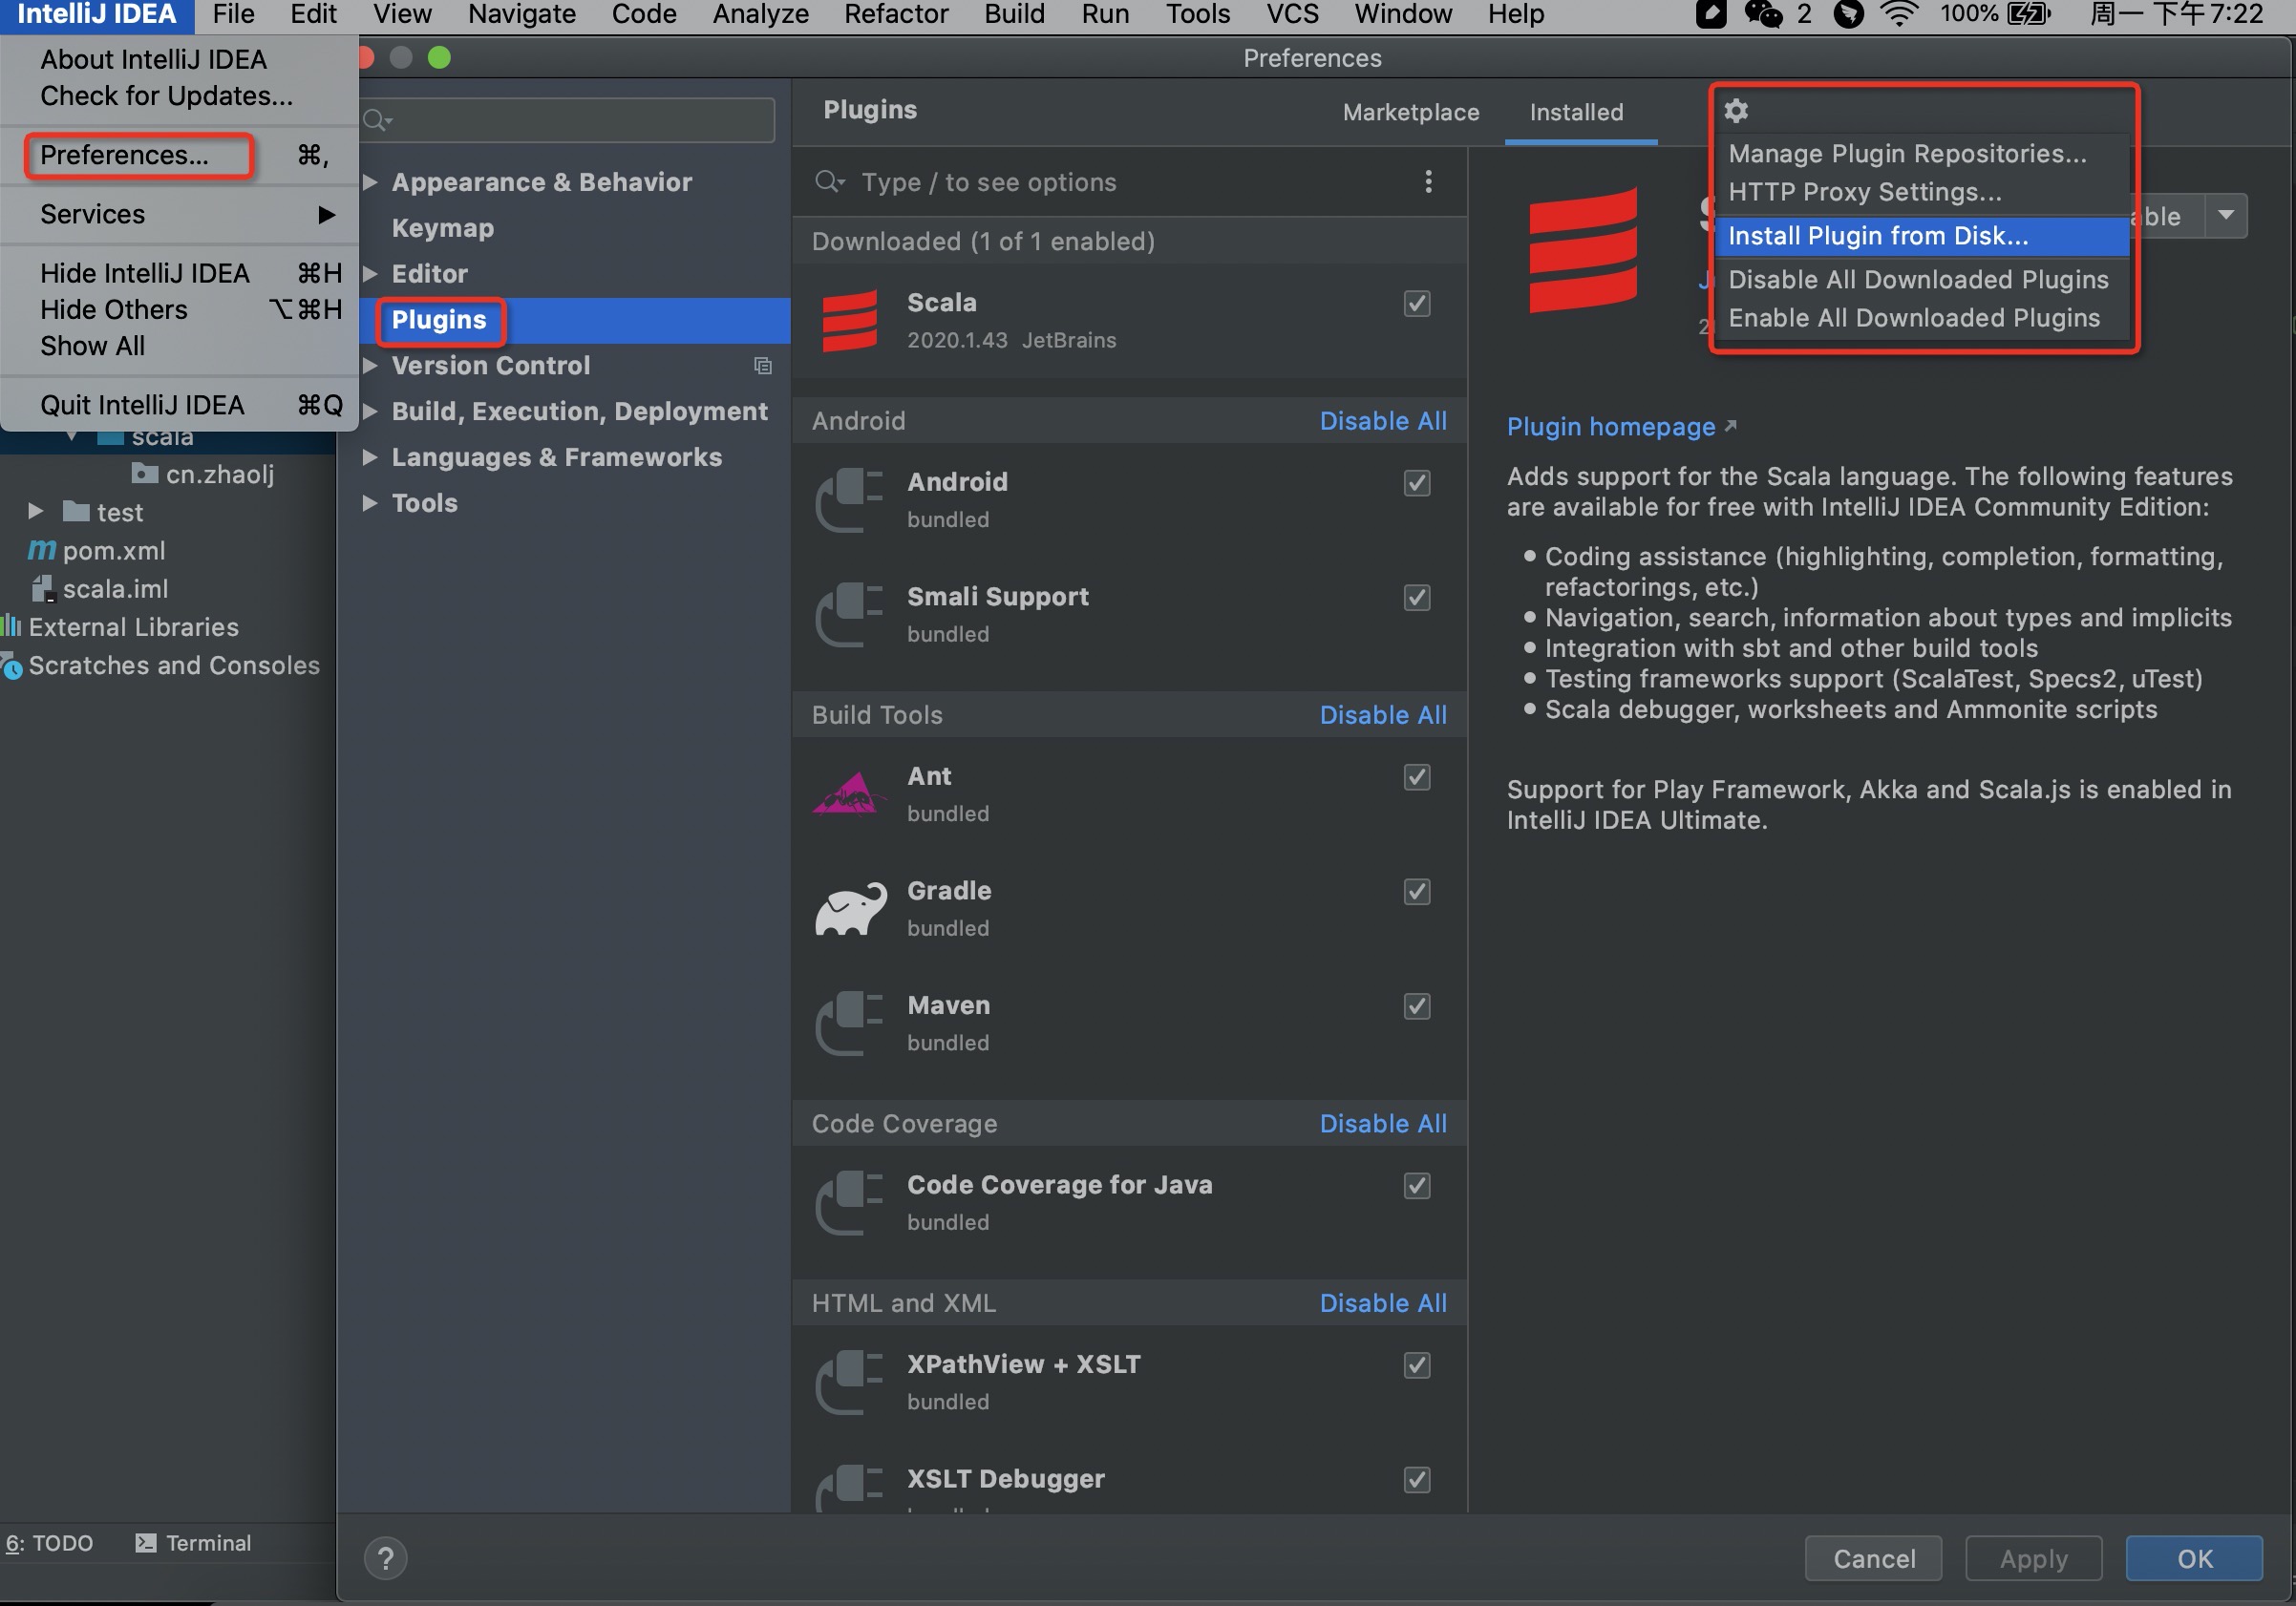 IntelliJ IDEA File Edit View Navigate Code Analyze Refactor Build Run Tools VCS Window Help 2 100% 周一 下午7:22
About IntelliJ IDEA
Check for Updates...
Preferences... ⌘,
Services
Hide IntelliJ IDEA ⌘H
Hide Others ⌥⌘H
Show All
Quit IntelliJ IDEA ⌘Q
scala
cn.zhaolj
test
pom.xml
scala.iml
External Libraries
Scratches and Consoles
6: TODO Terminal
Preferences
Appearance & Behavior
Keymap
Editor
Plugins
Version Control
Build, Execution, Deployment
Languages & Frameworks
Tools
Plugins Marketplace Installed
Type / to see options
Downloaded (1 of 1 enabled)
Scala
2020.1.43 JetBrains
Android Disable All
Android
bundled
Smali Support
bundled
Build Tools Disable All
Ant
bundled
Gradle
bundled
Maven
bundled
Code Coverage Disable All
Code Coverage for Java
bundled
HTML and XML Disable All
XPathView + XSLT
bundled
XSLT Debugger
Manage Plugin Repositories...
HTTP Proxy Settings...
Install Plugin from Disk...
Disable All Downloaded Plugins
Enable All Downloaded Plugins
Plugin homepage
Adds support for the Scala language. The following features
are available for free with IntelliJ IDEA Community Edition:
• Coding assistance (highlighting, completion, formatting,
refactorings, etc.)
• Navigation, search, information about types and implicits
• Integration with sbt and other build tools
• Testing frameworks support (ScalaTest, Specs2, uTest)
• Scala debugger, worksheets and Ammonite scripts
Support for Play Framework, Akka and Scala.js is enabled in
IntelliJ IDEA Ultimate.
? Cancel Apply OK